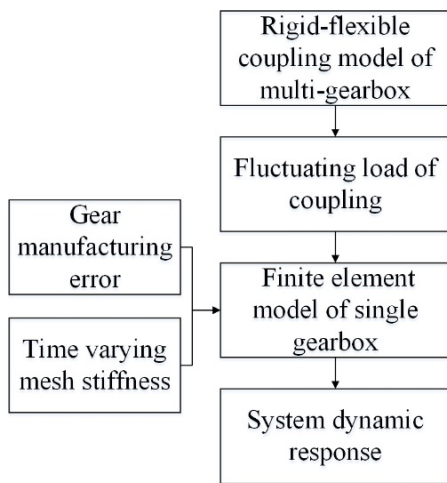 Rigid-flexible
coupling model of
multi-gearbox
Fluctuating load of
coupling
Gear
manufacturing
error
Time varying
mesh stiffness
Finite element
model of single
gearbox
System dynamic
response